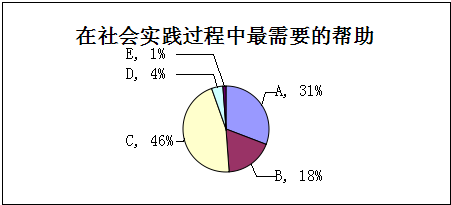 在社会实践过程中最需要的帮助
E, 1%
D, 4%
A, 31%
C, 46%
B, 18%